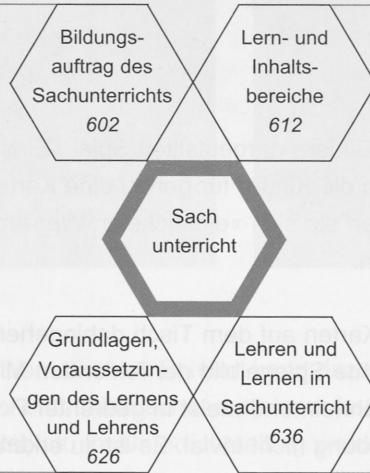 Bildungs-
auftrag des
Sachunterrichts
602
Lern- und
Inhalts-
bereiche
612
Sach
unterricht
Grundlagen,
Voraussetzun-
gen des Lernens
und Lehrens
626
Lehren und
Lernen im
Sachunterricht
636